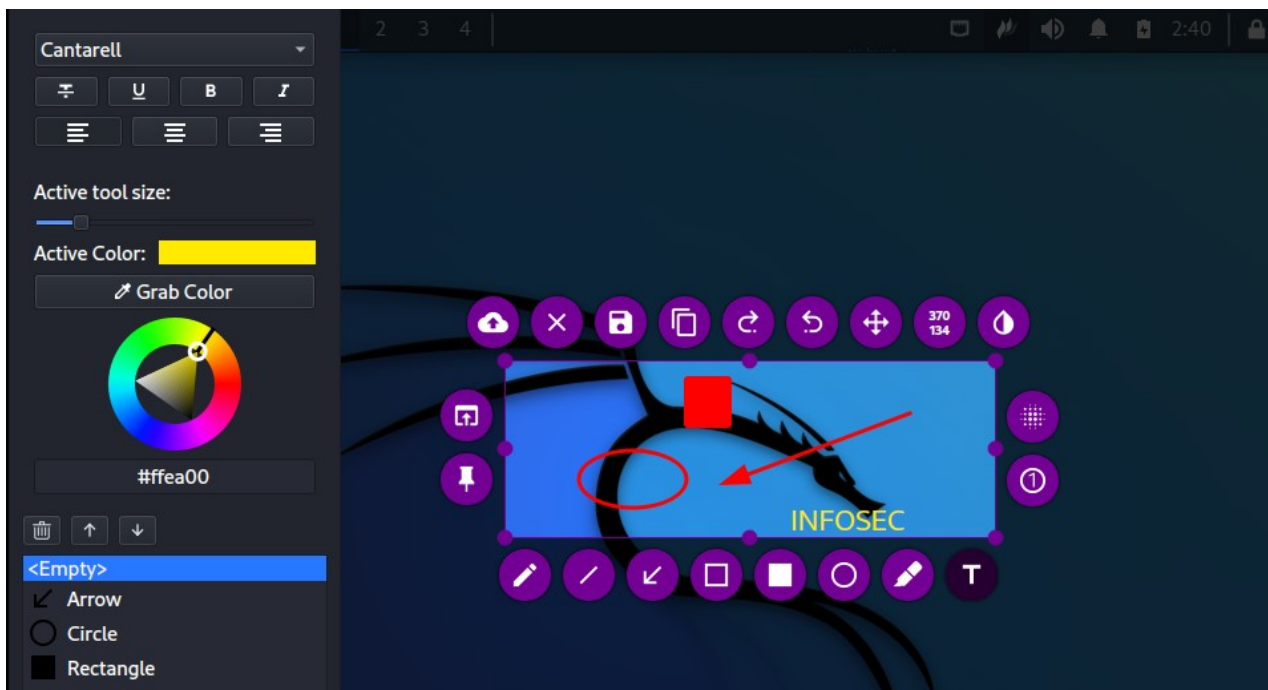 Cantarell
T U B I
Active tool size:
Active Color:
Grab Color
#ffea00
<Empty>
Arrow
Circle
Rectangle
2 3 4
2:40
370
134
1
INFOSEC
T